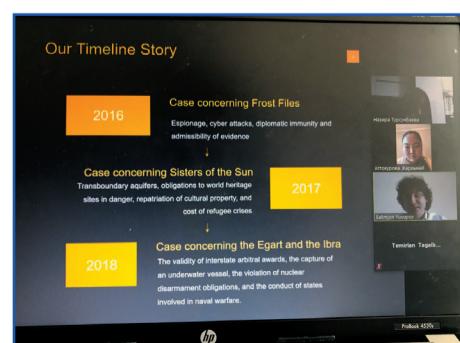 Our Timeline Story
2016
Case concerning Frost Files
Espionage, cyber attacks, diplomatic immunity and
admissibility of evidence
Case concerning Sisters of the Sun
Transboundary aquifers, obligations to world heritage
sites in danger, repatriation of cultural property, and
cost of refugee crises
2017
2018
Case concerning the Egart and the Ibra
The validity of interstate arbitral awards, the capture of
an underwater vessel, the violation of nuclear
disarmament obligations, and the conduct of states
involved in naval warfare.
Назира Турсунбаева
Temirlan Tagaib...
hp
ProBook 4530s